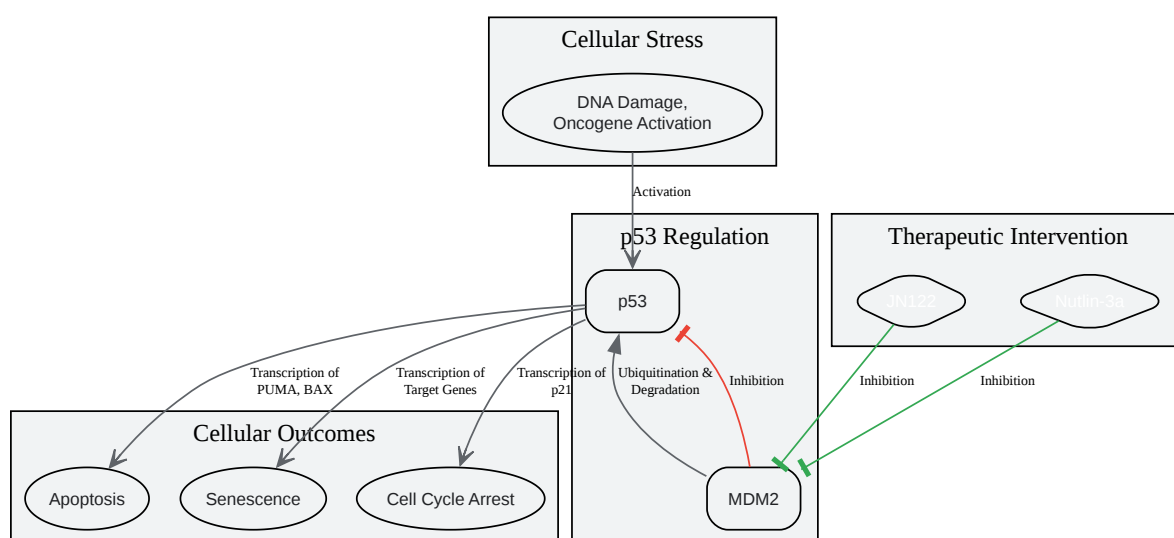 Cellular Stress
DNA Damage,
Oncogene Activation
Activation
p53 Regulation
Therapeutic Intervention
p53
JN122
Nutlin-3a
Transcription of
PUMA, BAX
Transcription of
Target Genes
Transcription of
p21
Ubiquitination &
Degradation
Inhibition
Inhibition
Inhibition
Cellular Outcomes
Apoptosis
Senescence
Cell Cycle Arrest
MDM2